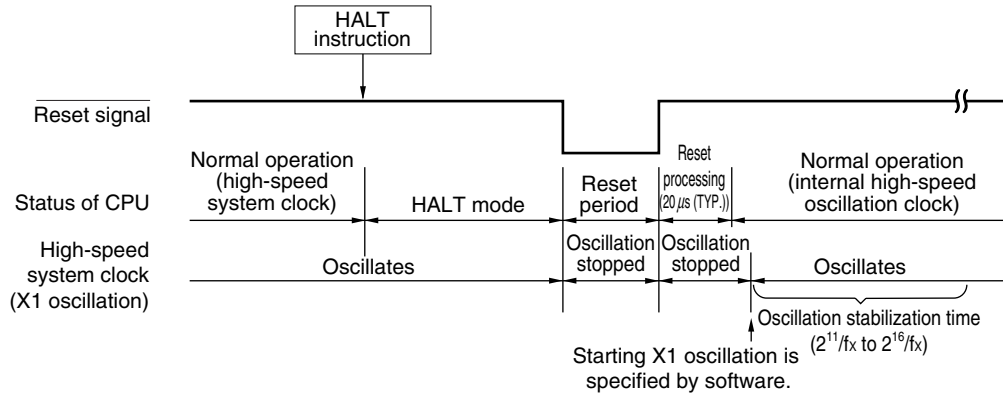 HALT
instruction
Reset signal
Status of CPU
Normal operation
(high-speed
system clock)
HALT mode
Reset
period
Reset
processing
(20 μs (TYP.))
Normal operation
(internal high-speed
oscillation clock)
High-speed
system clock
(X1 oscillation)
Oscillates
Oscillation
stopped
Oscillation
stopped
Oscillates
Oscillation stabilization time
(2¹¹/fx to 2¹⁶/fx)
Starting X1 oscillation is
specified by software.